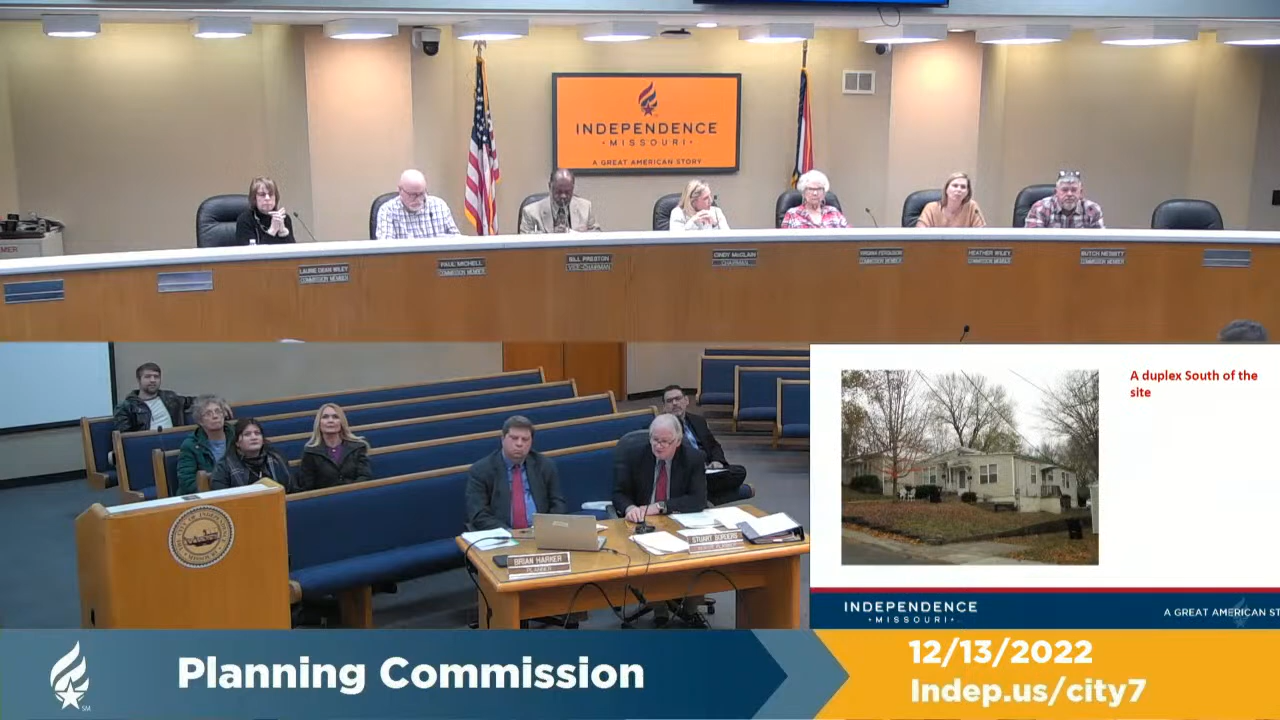 INDEPENDENCE
• MISSOURI •
A GREAT AMERICAN STORY
LAURIE DEAN WILEY
COMMISSION MEMBER
PAUL MICHELL
COMMISSION MEMBER
BILL PRESTON
VICE-CHAIRMAN
CINDY McCLAIN
CHAIRMAN
VIRGINIA FERGUSON
COMMISSION MEMBER
HEATHER WILEY
COMMISSION MEMBER
BUTCH NESBITT
COMMISSION MEMBER
A duplex South of the
site
BRIAN HARKER
PLANNER
STUART BORDERS
INDEPENDENCE
• MISSOURI •
A GREAT AMERICAN ST
Planning Commission
12/13/2022
Indep.us/city7
SM